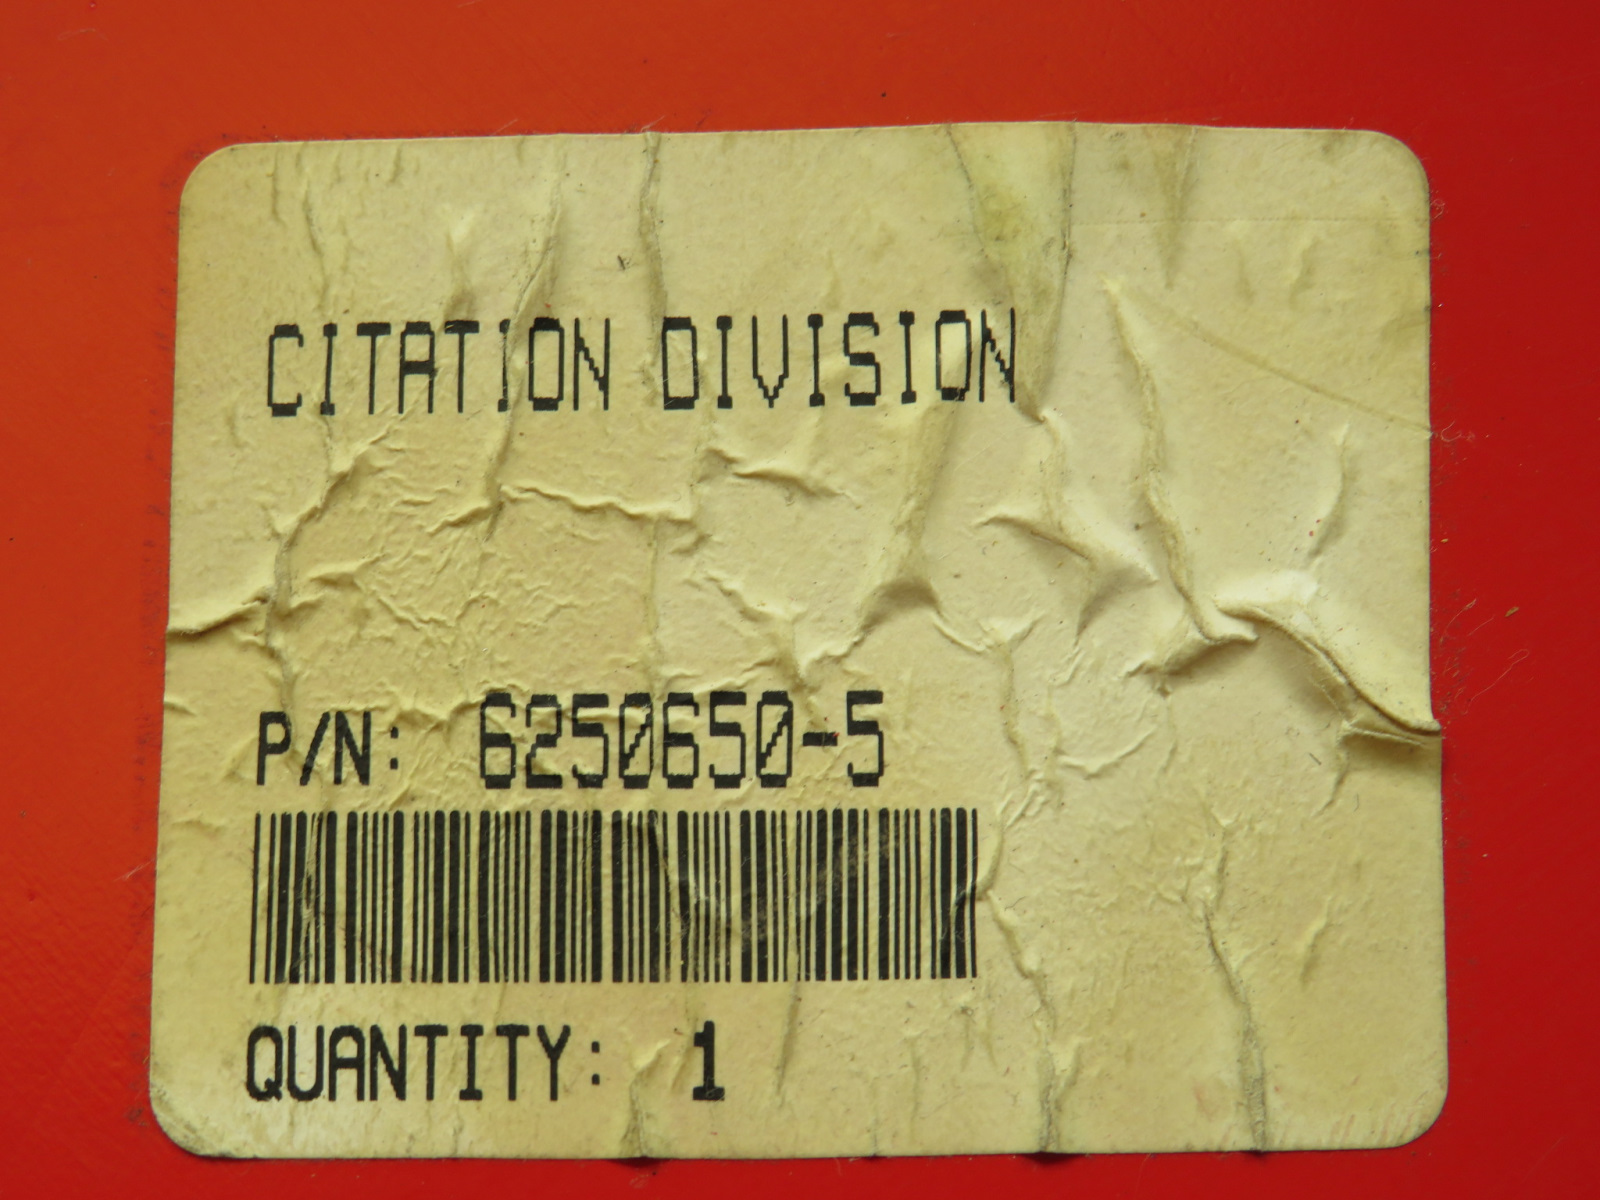 CITATION DIVISION
P/N: 6250650-5
QUANTITY: 1